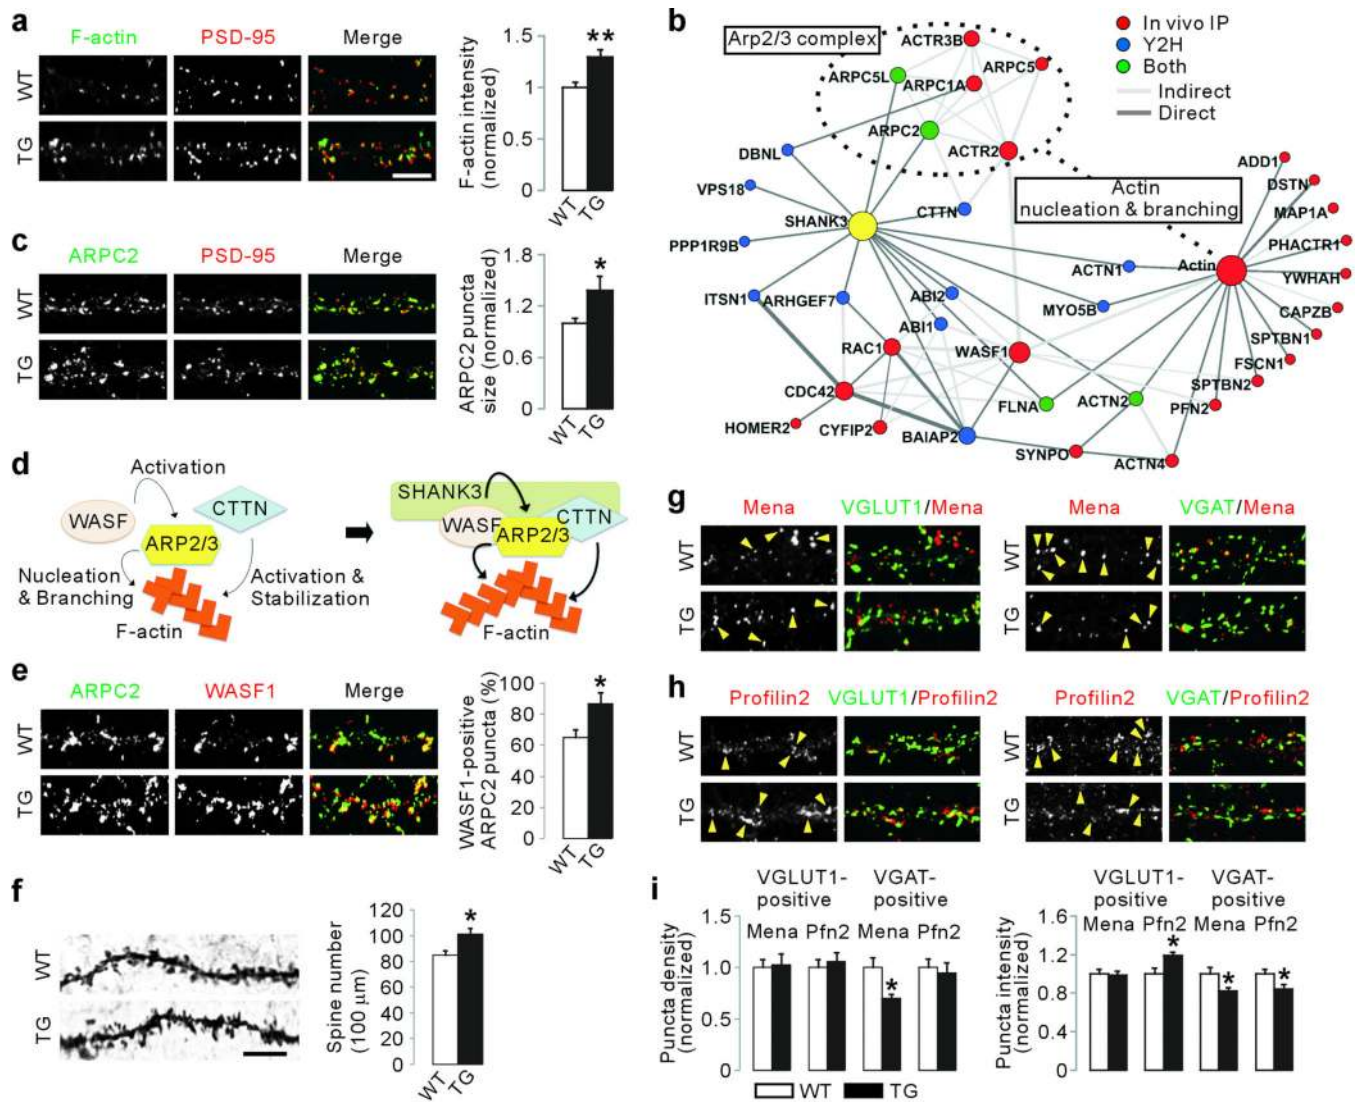 a
F-actin PSD-95 Merge
WT
TG
F-actin intensity
(normalized)
1.5
1
0.5
0
**
WT
TG
b
Arp2/3 complex
In vivo IP
Y2H
Both
Indirect
Direct
ACTR3B
ARPC5L
ARPC1A
ARPC5
ARPC2
ACTR2
DBNL
VPS18
SHANK3
CTTN
PPP1R9B
Actin
nucleation & branching
ADD1
DSTN
MAP1A
PHACTR1
Actin
YWHAH
ACTN1
CAPZB
ITSN1
ARHGEF7
ABI2
MYO5B
SPTBN1
ABI1
FSCN1
RAC1
WASF1
SPTBN2
CDC42
FLNA
ACTN2
PFN2
HOMER2
CYFIP2
BAIAP2
SYNPO
ACTN4
c
ARPC2 PSD-95 Merge
WT
TG
ARPC2 puncta
size (normalized)
1.8
1.2
0.6
0
*
WT
TG
d
Activation
WASF
CTTN
ARP2/3
Nucleation
& Branching
Activation &
Stabilization
F-actin
SHANK3
WASF
CTTN
ARP2/3
F-actin
e
ARPC2 WASF1 Merge
WT
TG
WASF1-positive
ARPC2 puncta (%)
100
80
60
40
20
0
*
WT
TG
f
WT
TG
Spine number
(100 μm)
120
100
80
60
40
20
0
*
WT
TG
g
Mena VGLUT1/Mena Mena VGAT/Mena
WT
TG
WT
TG
h
Profilin2 VGLUT1/Profilin2 Profilin2 VGAT/Profilin2
WT
TG
WT
TG
i
VGLUT1-
positive
VGAT-
positive
Puncta density
(normalized)
1.5
1.0
0.5
0
Mena Pfn2 Mena Pfn2
*
WT TG
VGLUT1-
positive
VGAT-
positive
Puncta intensity
(normalized)
1.6
1.2
0.8
0.4
0
Mena Pfn2 Mena Pfn2
*
*
*